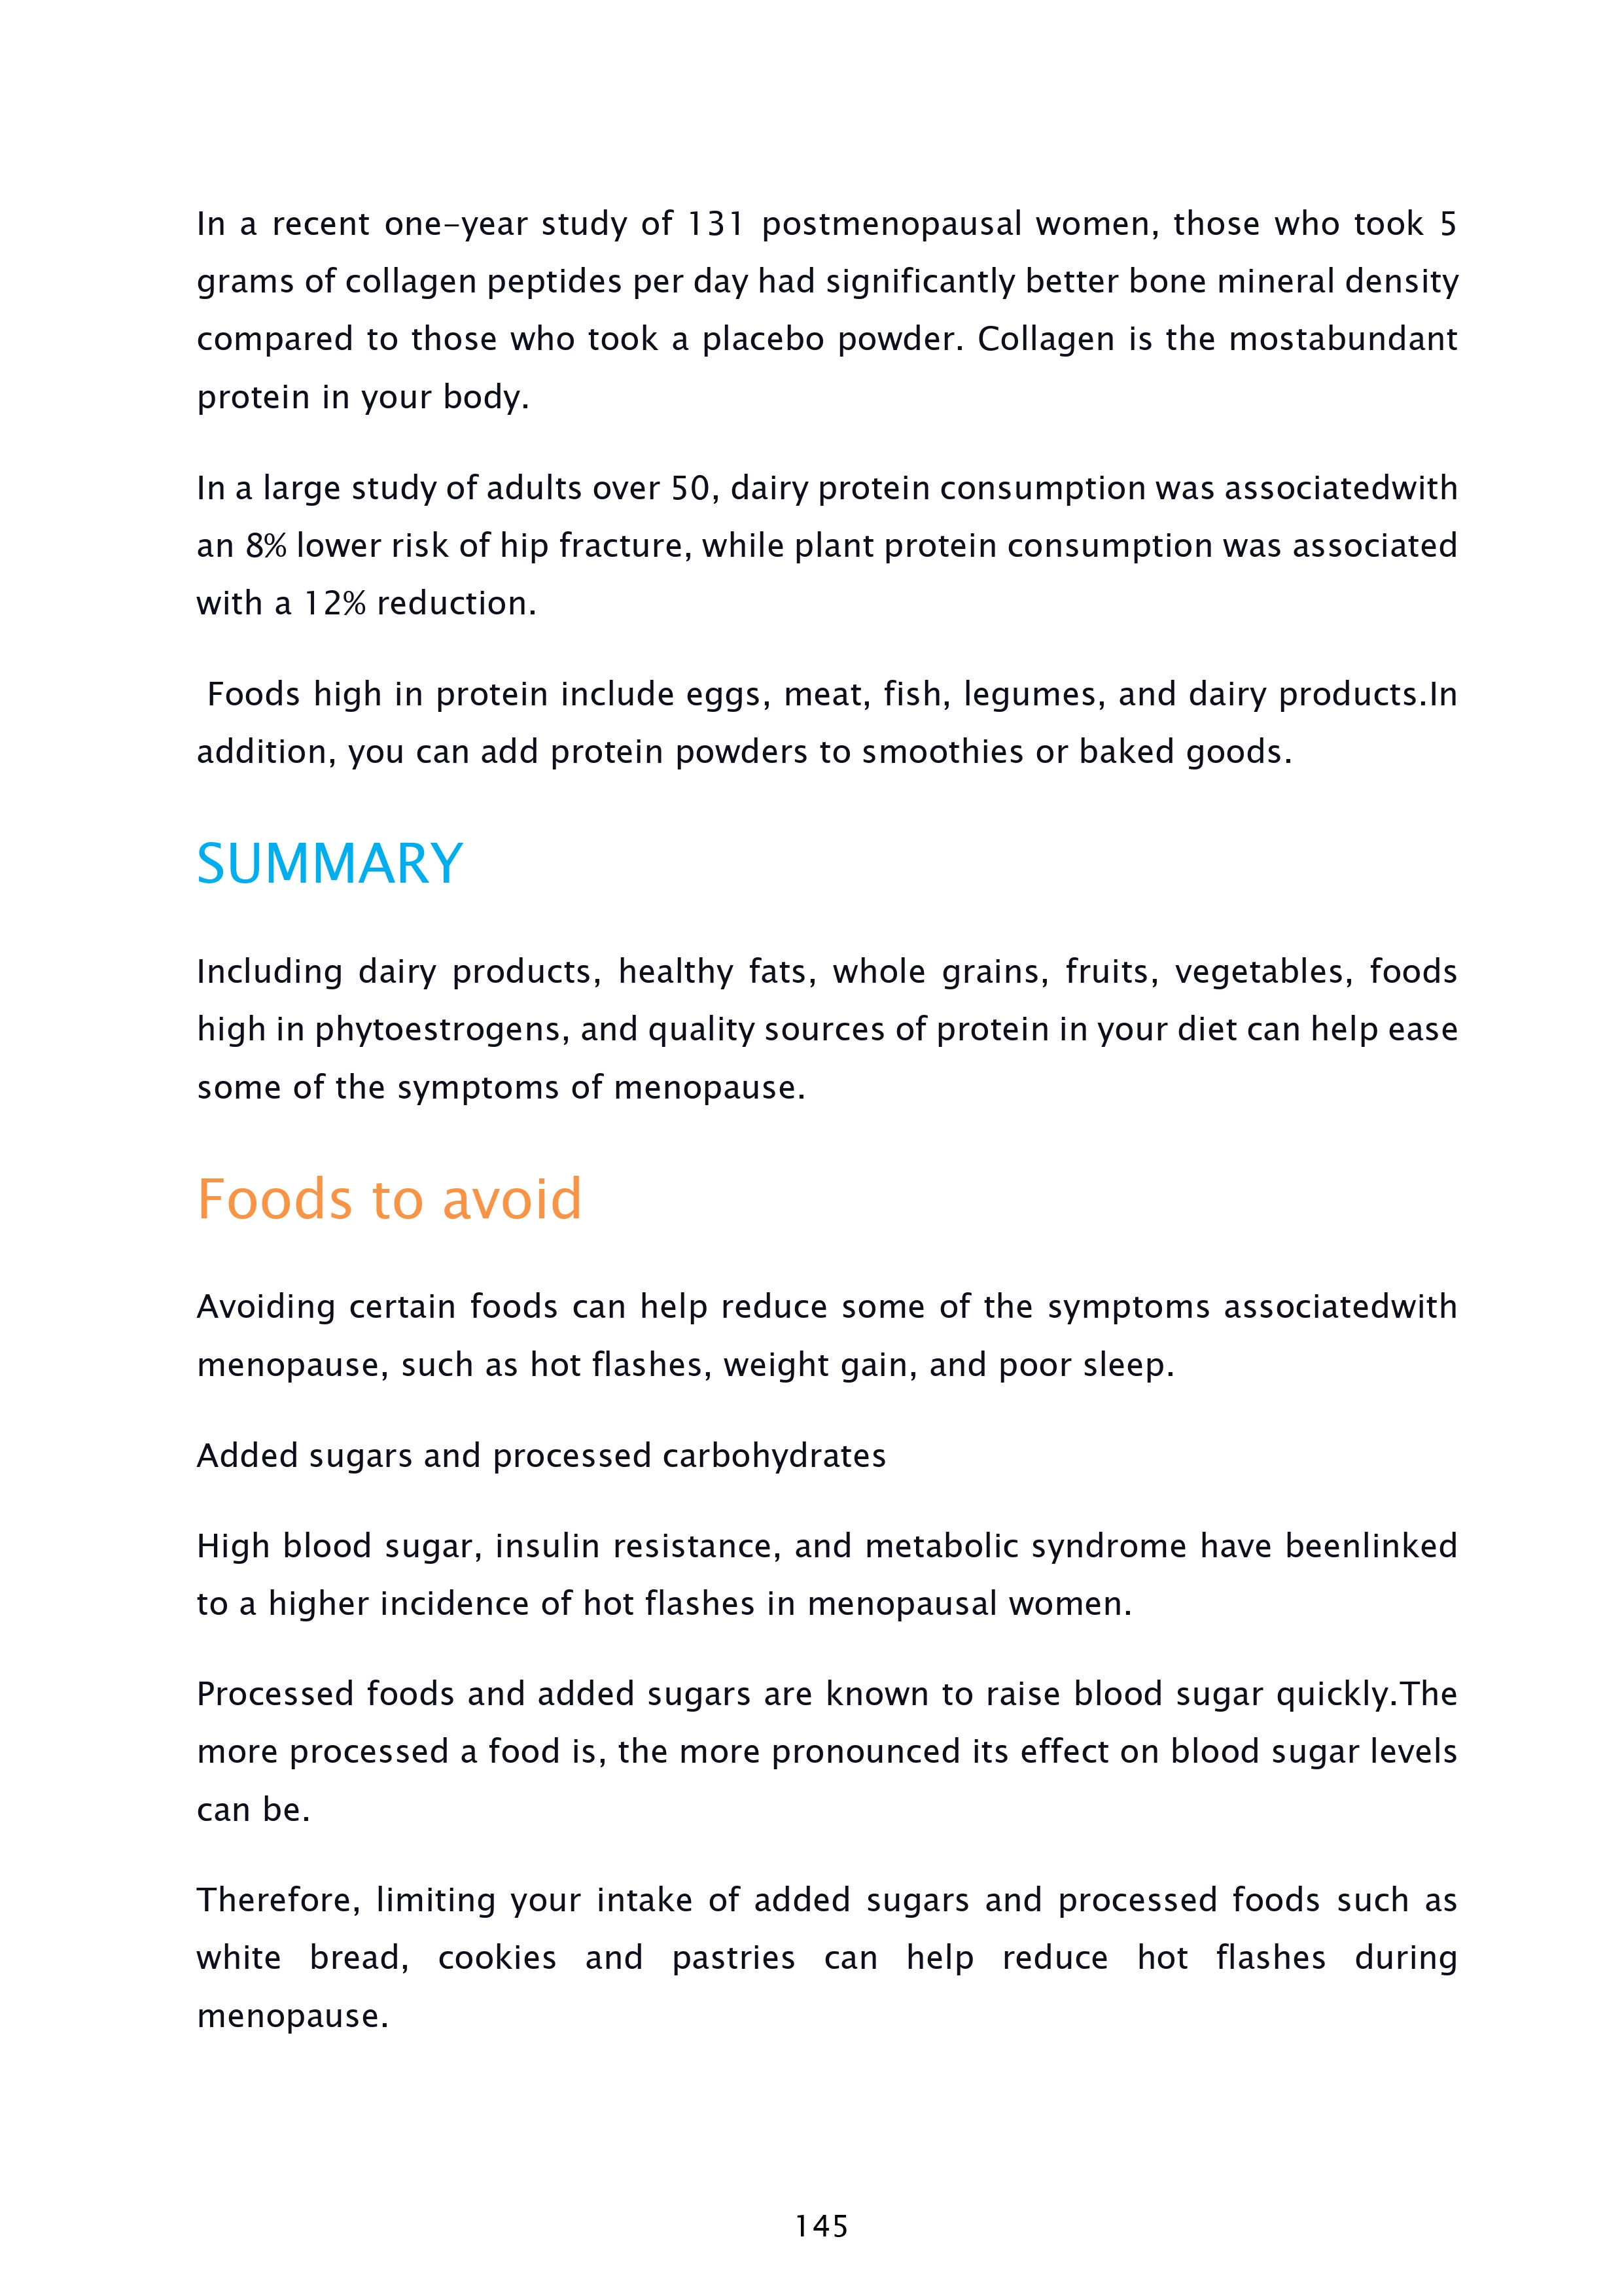 In a recent one-year study of 131 postmenopausal women, those who took 5
grams of collagen peptides per day had significantly better bone mineral density
compared to those who took a placebo powder. Collagen is the mostabundant
protein in your body.
In a large study of adults over 50, dairy protein consumption was associatedwith
an 8% lower risk of hip fracture, while plant protein consumption was associated
with a 12% reduction.
Foods high in protein include eggs, meat, fish, legumes, and dairy products.In
addition, you can add protein powders to smoothies or baked goods.
SUMMARY
Including dairy products, healthy fats, whole grains, fruits, vegetables, foods
high in phytoestrogens, and quality sources of protein in your diet can help ease
some of the symptoms of menopause.
Foods to avoid
Avoiding certain foods can help reduce some of the symptoms associatedwith
menopause, such as hot flashes, weight gain, and poor sleep.
Added sugars and processed carbohydrates
High blood sugar, insulin resistance, and metabolic syndrome have beenlinked
to a higher incidence of hot flashes in menopausal women.
Processed foods and added sugars are known to raise blood sugar quickly.The
more processed a food is, the more pronounced its effect on blood sugar levels
can be.
Therefore, limiting your intake of added sugars and processed foods such as
white bread, cookies and pastries can help reduce hot flashes during
menopause.
145